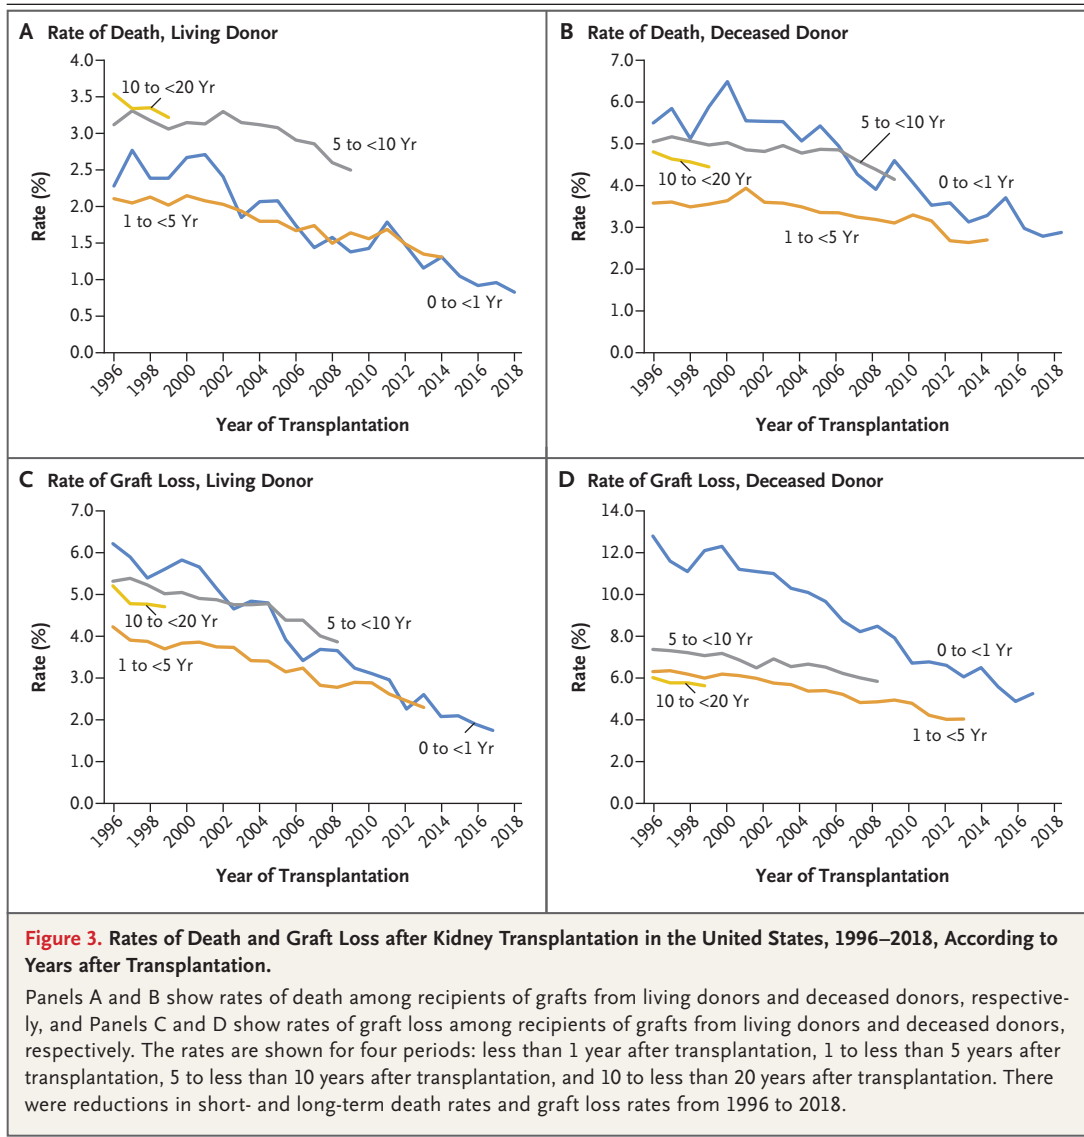 A Rate of Death, Living Donor
4.0
3.5
3.0
2.5
2.0
1.5
1.0
0.5
0.0
Rate (%)
10 to <20 Yr
5 to <10 Yr
1 to <5 Yr
0 to <1 Yr
1996
1998
2000
2002
2004
2006
2008
2010
2012
2014
2016
2018
Year of Transplantation
B Rate of Death, Deceased Donor
7.0
6.0
5.0
4.0
3.0
2.0
1.0
0.0
Rate (%)
5 to <10 Yr
10 to <20 Yr
0 to <1 Yr
1 to <5 Yr
1996
1998
2000
2002
2004
2006
2008
2010
2012
2014
2016
2018
Year of Transplantation
C Rate of Graft Loss, Living Donor
7.0
6.0
5.0
4.0
3.0
2.0
1.0
0.0
Rate (%)
10 to <20 Yr
5 to <10 Yr
1 to <5 Yr
0 to <1 Yr
1996
1998
2000
2002
2004
2006
2008
2010
2012
2014
2016
2018
Year of Transplantation
D Rate of Graft Loss, Deceased Donor
14.0
12.0
10.0
8.0
6.0
4.0
2.0
0.0
Rate (%)
5 to <10 Yr
0 to <1 Yr
10 to <20 Yr
1 to <5 Yr
1996
1998
2000
2002
2004
2006
2008
2010
2012
2014
2016
2018
Year of Transplantation
Figure 3. Rates of Death and Graft Loss after Kidney Transplantation in the United States, 1996–2018, According to
Years after Transplantation.
Panels A and B show rates of death among recipients of grafts from living donors and deceased donors, respective-
ly, and Panels C and D show rates of graft loss among recipients of grafts from living donors and deceased donors,
respectively. The rates are shown for four periods: less than 1 year after transplantation, 1 to less than 5 years after
transplantation, 5 to less than 10 years after transplantation, and 10 to less than 20 years after transplantation. There
were reductions in short- and long-term death rates and graft loss rates from 1996 to 2018.